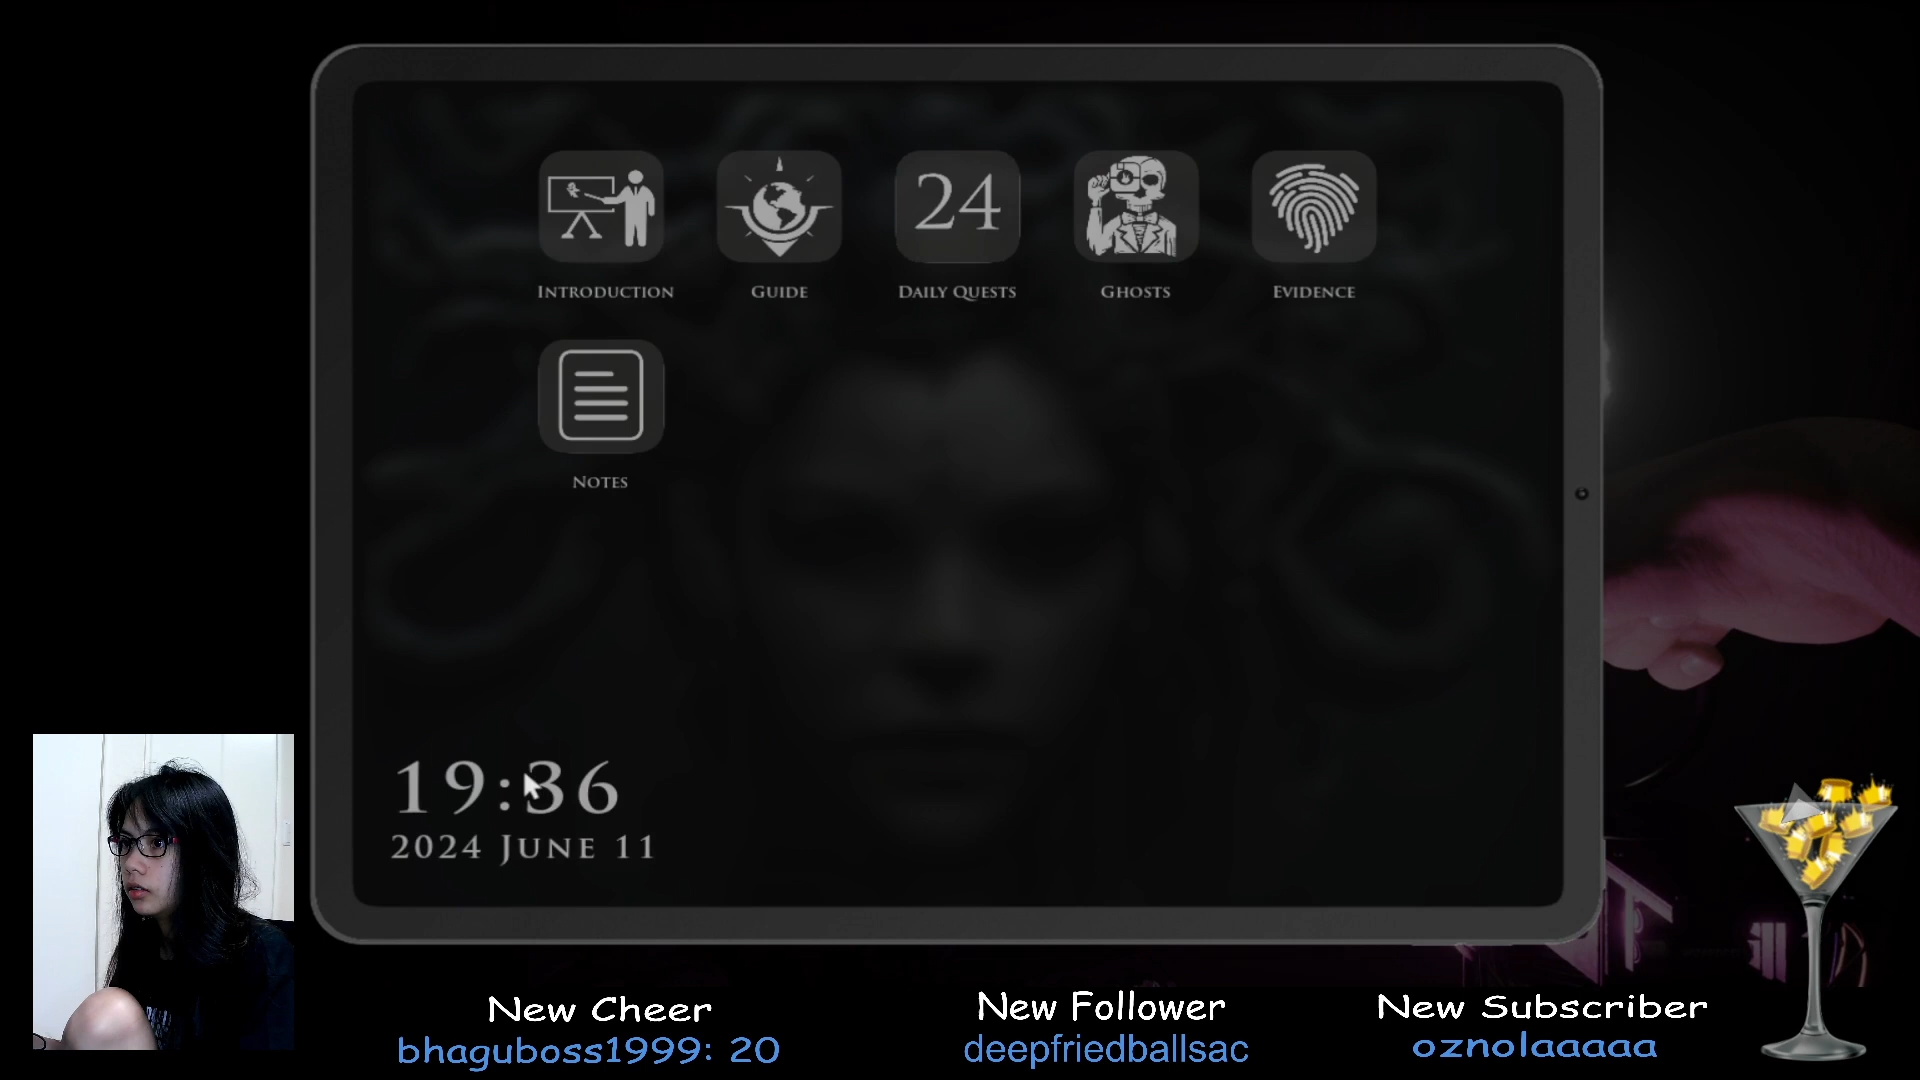 24
INTRODUCTION
GUIDE
DAILY QUESTS
GHOSTS
EVIDENCE
NOTES
19:36
2024 JUNE 11
New Cheer
bhaguboss1999: 20
New Follower
deepfriedballsac
New Subscriber
oznolaaaaa